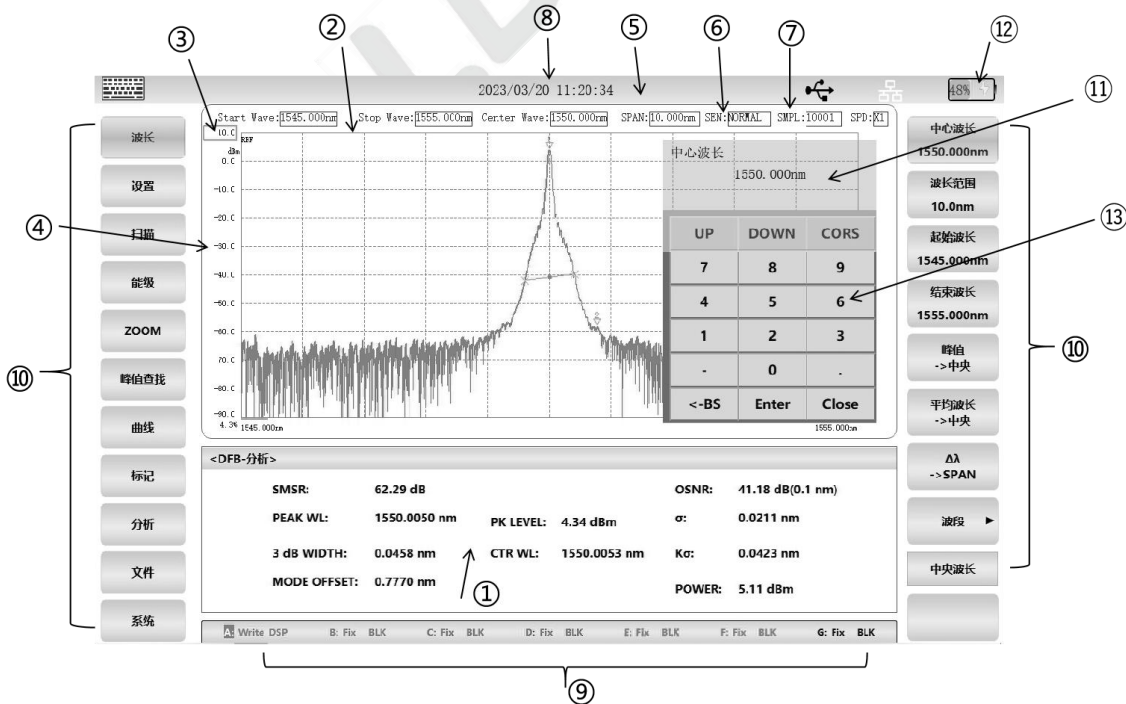 ⑧
⑤
⑥
⑦
⑫
③
②
2023/03/20 11:20:34
48%
⑪
Start Wave:1545.000nm Stop Wave:1555.000nm Center Wave:1550.000nm SPAN:10.000nm SEN:NORMAL SMPL:10001 SPD:X1
10.0
REF
dBm
0.0
-10.0
-20.0
-30.0
-40.0
-50.0
-60.0
70.0
-80.0
-90.0
4.3% 1545.000nm
1555.000nm
④
⑩
波长
设置
扫描
能级
ZOOM
峰值查找
曲线
标记
分析
文件
系统
中心波长
1550.000nm
UP DOWN CORS
7 8 9
4 5 6
1 2 3
- 0 .
<-BS Enter Close
⑬
中心波长
1550.000nm
波长范围
10.0nm
起始波长
1545.000nm
结束波长
1555.000nm
峰值
->中央
平均波长
->中央
Δλ
->SPAN
波段 ▶
中央波长
⑩
<DFB-分析>
SMSR: 62.29 dB OSNR: 41.18 dB(0.1 nm)
PEAK WL: 1550.0050 nm PK LEVEL: 4.34 dBm σ: 0.0211 nm
3 dB WIDTH: 0.0458 nm CTR WL: 1550.0053 nm Kσ: 0.0423 nm
MODE OFFSET: 0.7770 nm POWER: 5.11 dBm
①
A: Write DSP B: Fix BLK C: Fix BLK D: Fix BLK E: Fix BLK F: Fix BLK G: Fix BLK
⑨